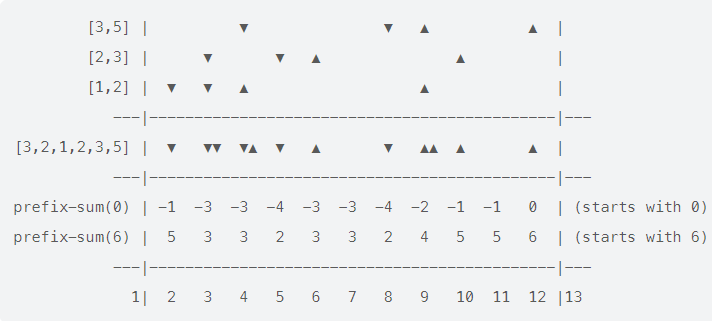 [3,5] |          ▼               ▼   ▲           ▲  |
[2,3] |      ▼       ▼   ▲               ▲          |
[1,2] |  ▼   ▼   ▲                   ▲              |
---|---------------------------------------------|---
[3,2,1,2,3,5] |  ▼   ▼▼  ▼▲  ▼   ▲       ▼   ▲▲  ▲       ▲  |
---|---------------------------------------------|---
prefix-sum(0) | -1  -3  -3  -4  -3  -3  -4  -2  -1  -1   0  | (starts with 0)
prefix-sum(6) |  5   3   3   2   3   3   2   4   5   5   6  | (starts with 6)
---|---------------------------------------------|---
1|  2   3   4   5   6   7   8   9   10  11  12 |13